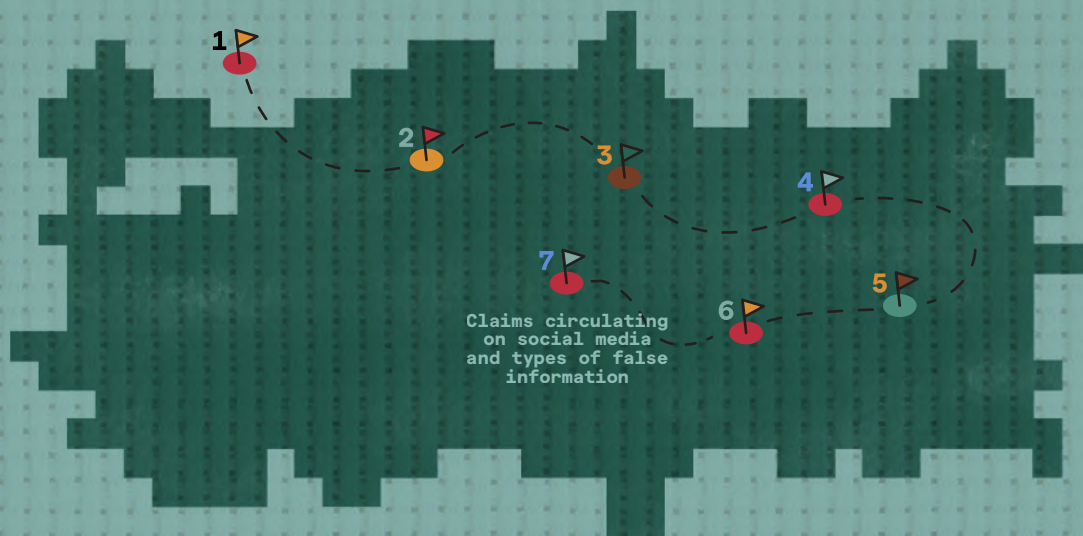 1
2
3
4
5
6
7
Claims circulating
on social media
and types of false
information